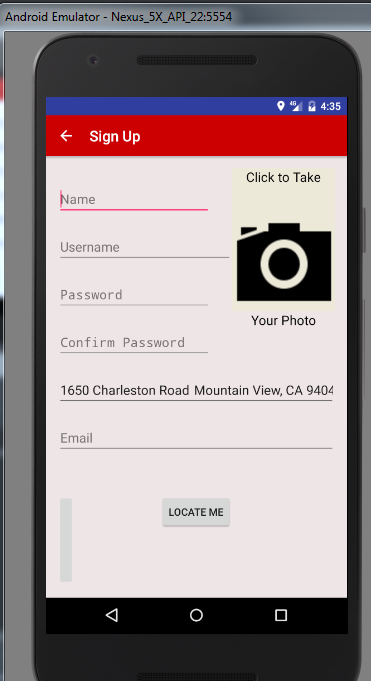 Android Emulator - Nexus_5X_API_22:5554
4G 4:35
Sign Up
Click to Take
Name
Username
Password
Your Photo
Confirm Password
1650 Charleston Road Mountain View, CA 9404
Email
LOCATE ME